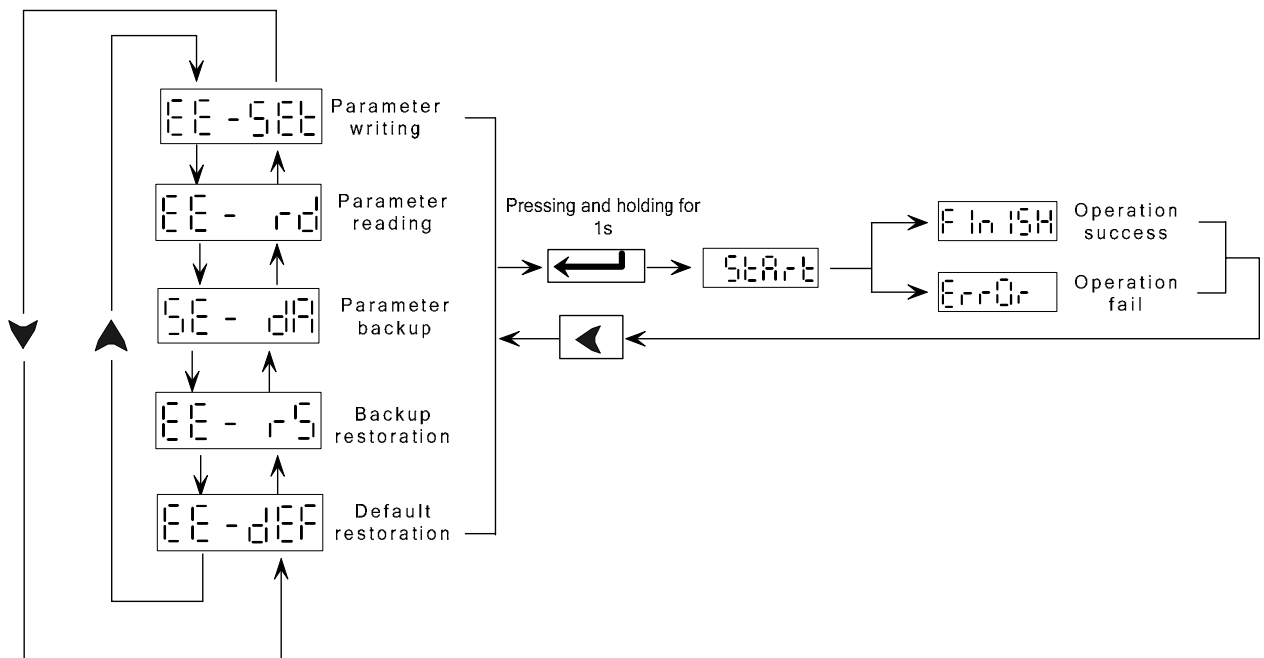 EE-SEt
Parameter
writing
EE- rd
Parameter
reading
SE- dA
Parameter
backup
EE- rS
Backup
restoration
EE-dEF
Default
restoration
Pressing and holding for
1s
StArt
FInISH
Operation
success
ErrOr
Operation
fail